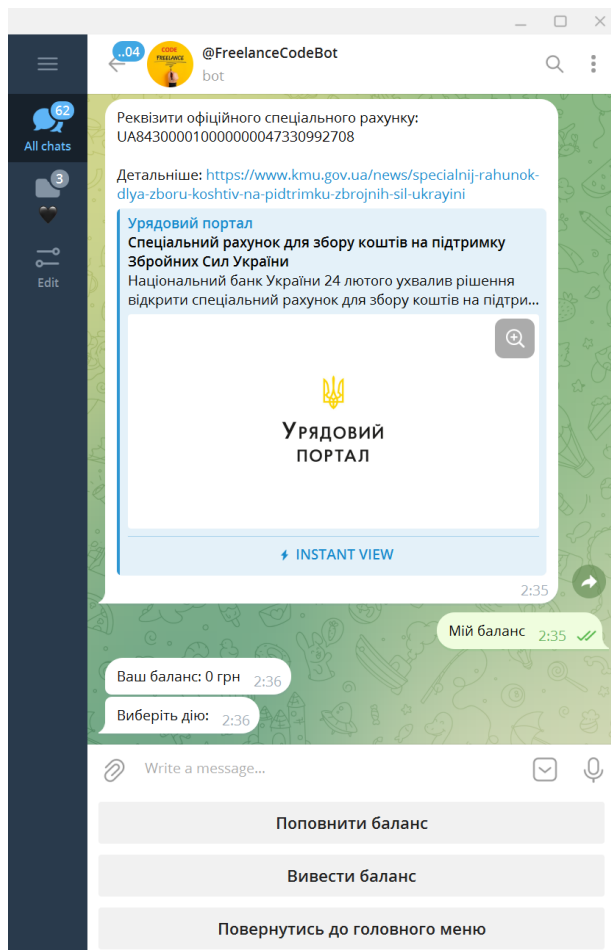 ..04
CODE
FREELANCE
@FreelanceCodeBot
bot
62
All chats
3
Edit
Реквізити офіційного спеціального рахунку:
UA843000010000000047330992708
Детальніше: https://www.kmu.gov.ua/news/specialnij-rahunok-
dlya-zboru-koshtiv-na-pidtrimku-zbrojnih-sil-ukrayini
Урядовий портал
Спеціальний рахунок для збору коштів на підтримку
Збройних Сил України
Національний банк України 24 лютого ухвалив рішення
відкрити спеціальний рахунок для збору коштів на підтри...
Урядовий
портал
INSTANT VIEW
2:35
Мій баланс 2:35
Ваш баланс: 0 грн 2:36
Виберіть дію: 2:36
Write a message...
Поповнити баланс
Вивести баланс
Повернутись до головного меню